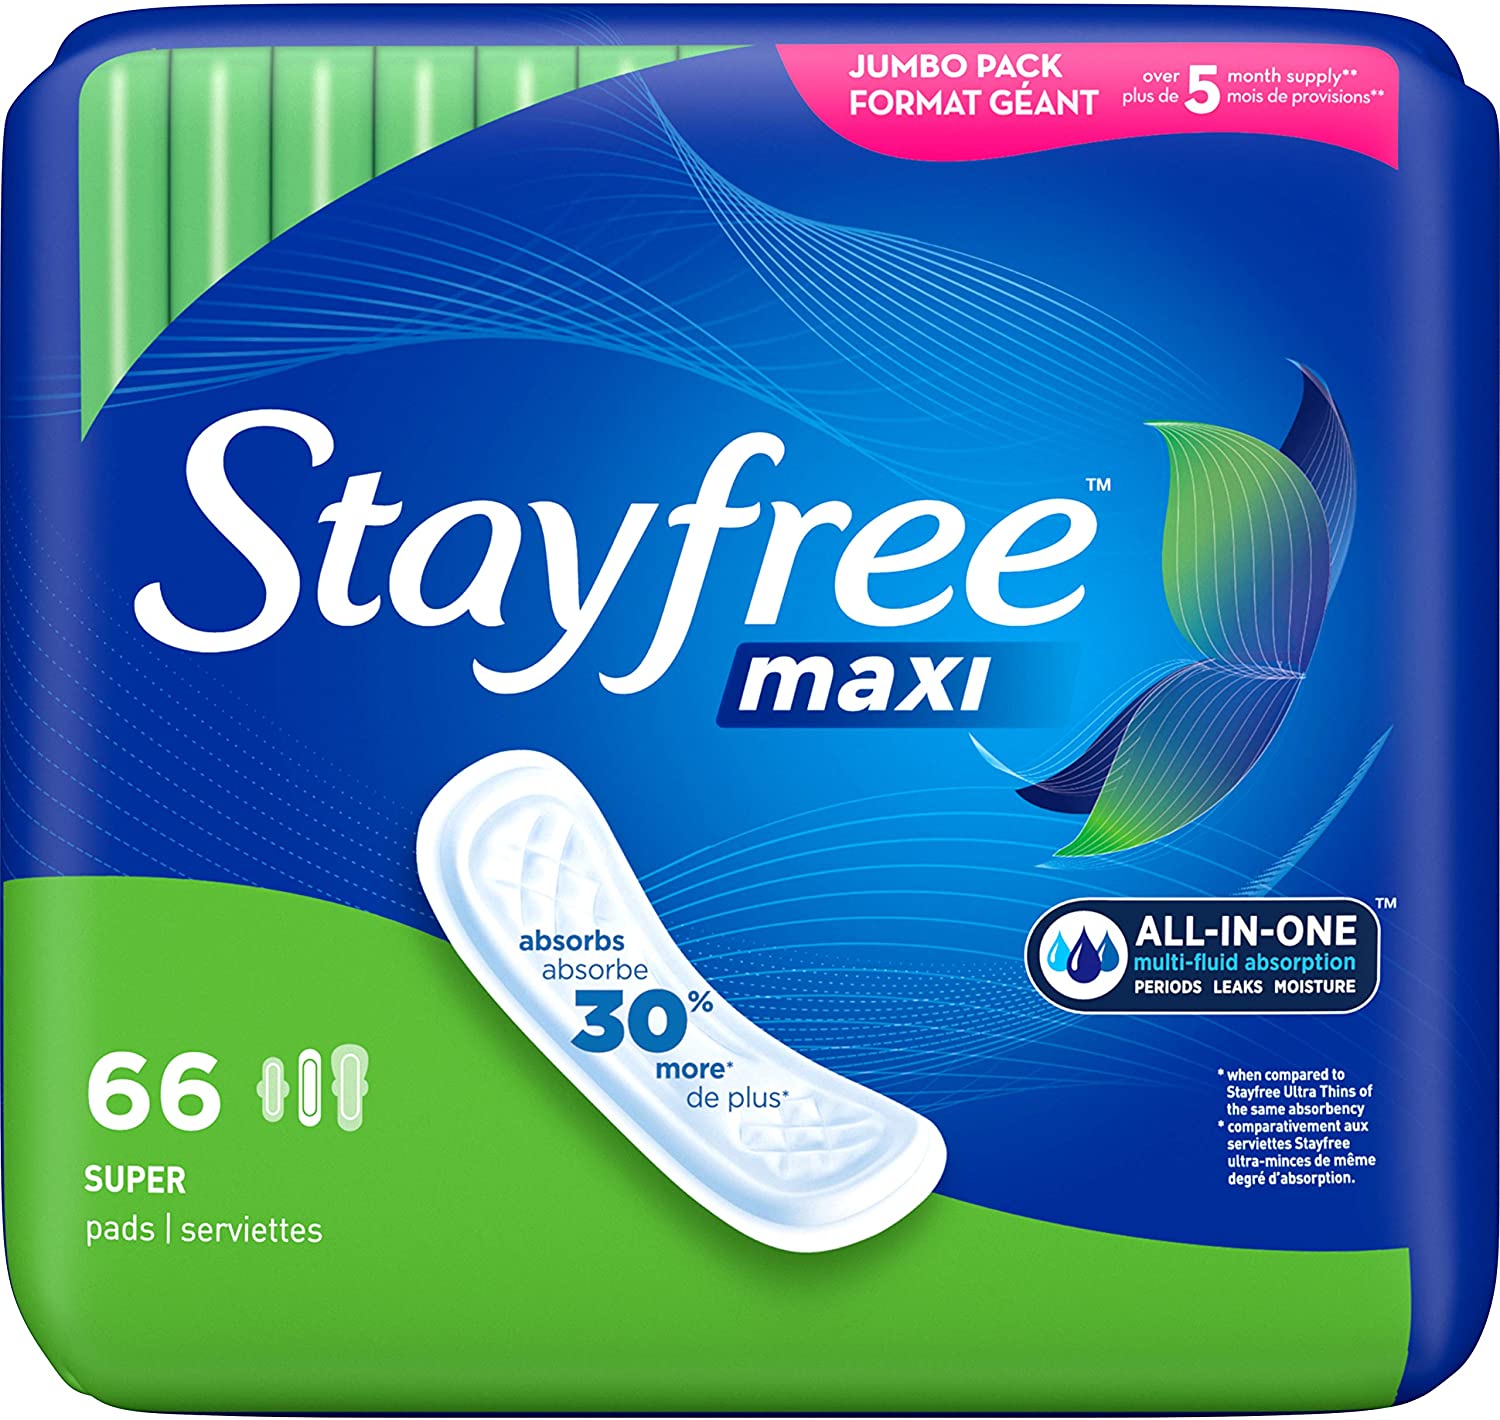 JUMBO PACK
FORMAT GÉANT
over 5 month supply**
plus de mois de provisions**
Stayfree™
maxi
absorbs
absorbe
30%
more*
de plus*
ALL-IN-ONE™
multi-fluid absorption
PERIODS LEAKS MOISTURE
66
SUPER
pads | serviettes
* when compared to
Stayfree Ultra Thins of
the same absorbency
* comparativement aux
serviettes Stayfree
ultra-minces de même
degré d'absorption.